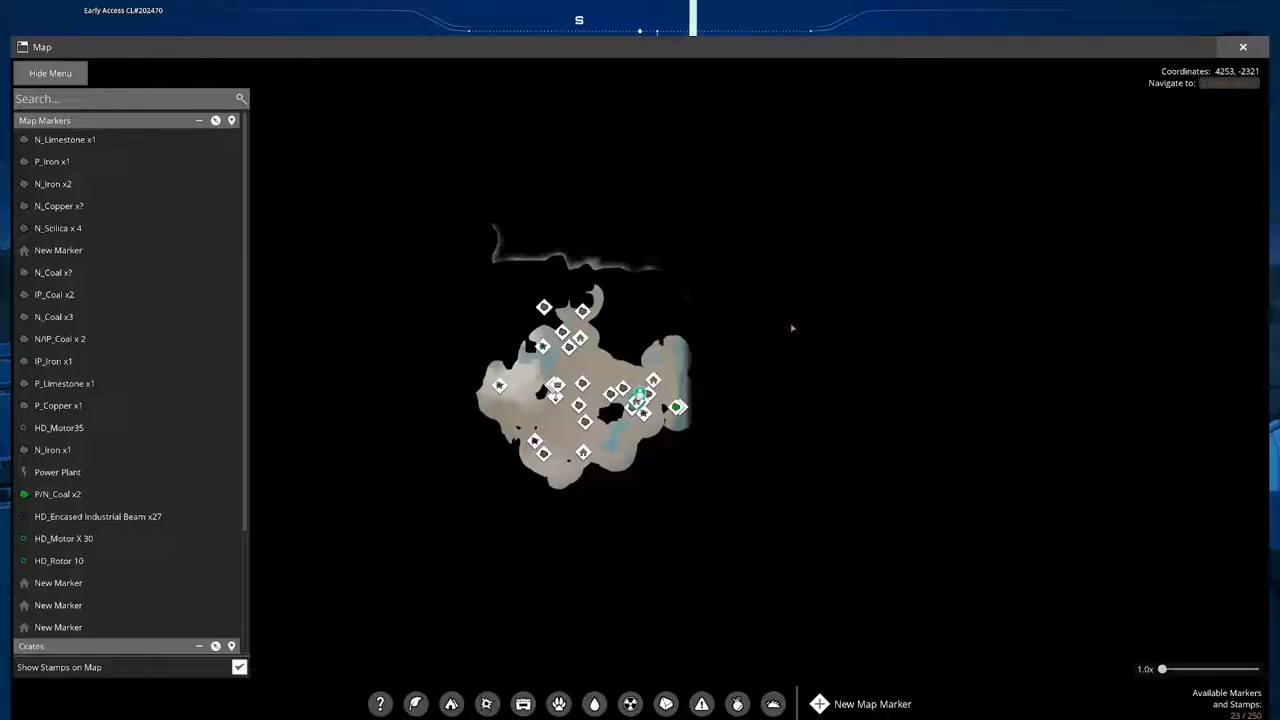 Early Access CL#202470
S
Map
Hide Menu
Coordinates: 4253, -2321
Navigate to:
Search...
Map Markers
N_Limestone x1
P_Iron x1
N_Iron x2
N_Copper x?
N_Scilica x 4
New Marker
N_Coal x?
IP_Coal x2
N_Coal x3
N/IP_Coal x 2
IP_Iron x1
P_Limestone x1
P_Copper x1
HD_Motor35
N_Iron x1
Power Plant
P/N_Coal x2
HD_Encased Industrial Beam x27
HD_Motor X 30
HD_Rotor 10
New Marker
New Marker
New Marker
Crates
Show Stamps on Map
1.0x
?
New Map Marker
Available Markers
and Stamps:
23 / 250